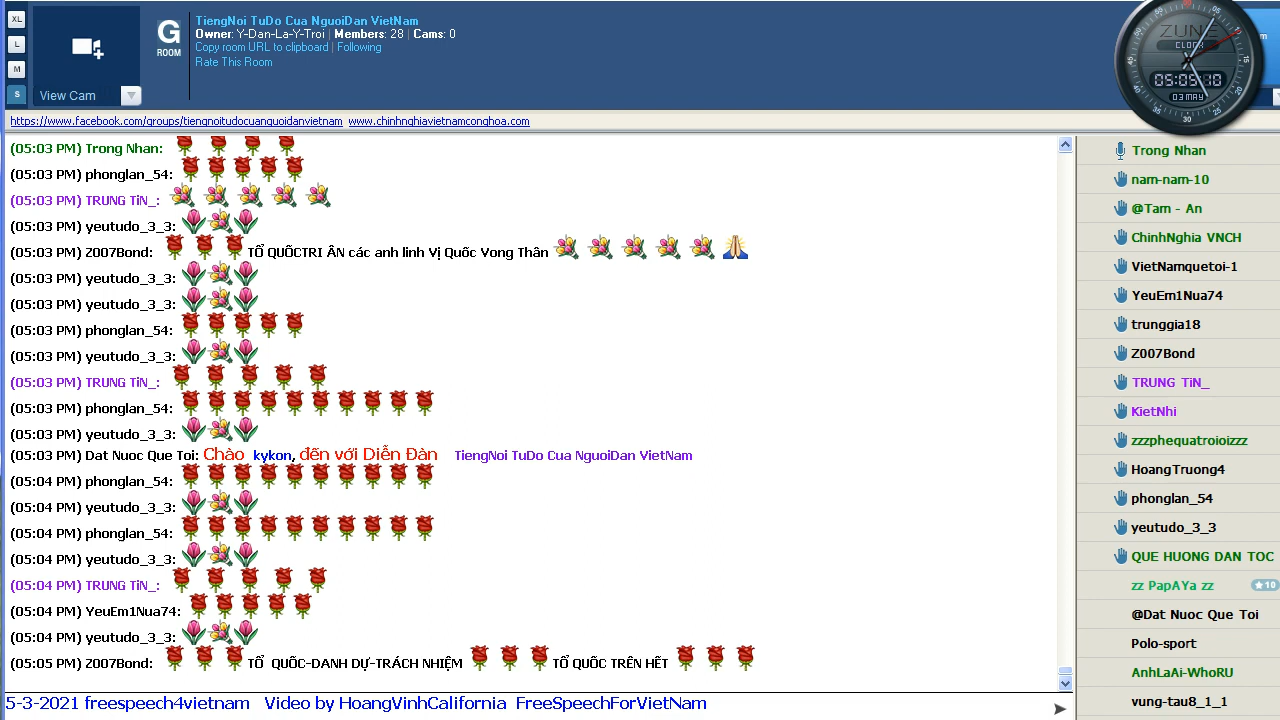 XL
L
M
S
View Cam
G
ROOM
TiengNoi TuDo Cua NguoiDan VietNam
Owner: Y-Dan-La-Y-Troi | Members: 28 | Cams: 0
Copy room URL to clipboard | Following
Rate This Room
ZUNE
CLOCK
05:05:10
03 MAY
https://www.facebook.com/groups/tiengnoitudocuanguoidanvietnam www.chinhnghiavietnamconghoa.com
(05:03 PM) Trong Nhan:
(05:03 PM) phonglan_54:
(05:03 PM) TRUNG TiN_:
(05:03 PM) yeutudo_3_3:
(05:03 PM) Z007Bond: TỔ QUỐCTRI ÂN các anh linh Vị Quốc Vong Thân
(05:03 PM) yeutudo_3_3:
(05:03 PM) yeutudo_3_3:
(05:03 PM) phonglan_54:
(05:03 PM) yeutudo_3_3:
(05:03 PM) TRUNG TiN_:
(05:03 PM) phonglan_54:
(05:03 PM) yeutudo_3_3:
(05:03 PM) Dat Nuoc Que Toi: Chào kykon, đến với Diễn Đàn TiengNoi TuDo Cua NguoiDan VietNam
(05:04 PM) phonglan_54:
(05:04 PM) yeutudo_3_3:
(05:04 PM) phonglan_54:
(05:04 PM) yeutudo_3_3:
(05:04 PM) TRUNG TiN_:
(05:04 PM) YeuEm1Nua74:
(05:04 PM) yeutudo_3_3:
(05:05 PM) Z007Bond: TỔ QUỐC-DANH DỰ-TRÁCH NHIỆM TỔ QUỐC TRÊN HẾT
5-3-2021 freespeech4vietnam Video by HoangVinhCalifornia FreeSpeechForVietNam
Trong Nhan
nam-nam-10
@Tam - An
ChinhNghia VNCH
VietNamquetoi-1
YeuEm1Nua74
trunggia18
Z007Bond
TRUNG TiN_
KietNhi
zzzphequatroioizzz
HoangTruong4
phonglan_54
yeutudo_3_3
QUE HUONG DAN TOC
zz PapAYa zz ★10
@Dat Nuoc Que Toi
Polo-sport
AnhLaAi-WhoRU
vung-tau8_1_1